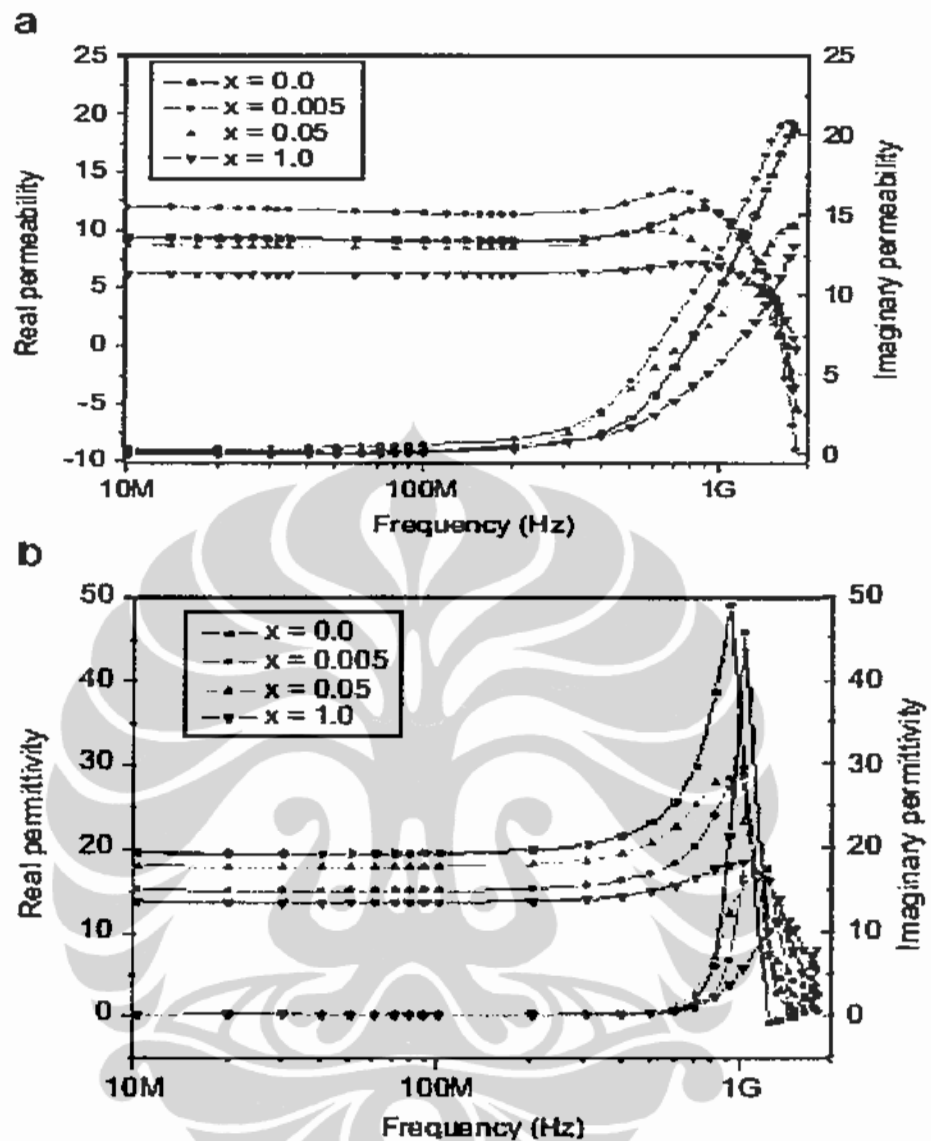 a
25
20
15
10
5
0
-5
-10
Real permeability
x = 0.0
x = 0.005
x = 0.05
x = 1.0
25
20
15
10
5
0
Imaginary permeability
10M 100M 1G
Frequency (Hz)
b
50
40
30
20
10
0
Real permittivity
x = 0.0
x = 0.005
x = 0.05
x = 1.0
50
40
30
20
10
0
Imaginary permittivity
10M 100M 1G
Frequency (Hz)